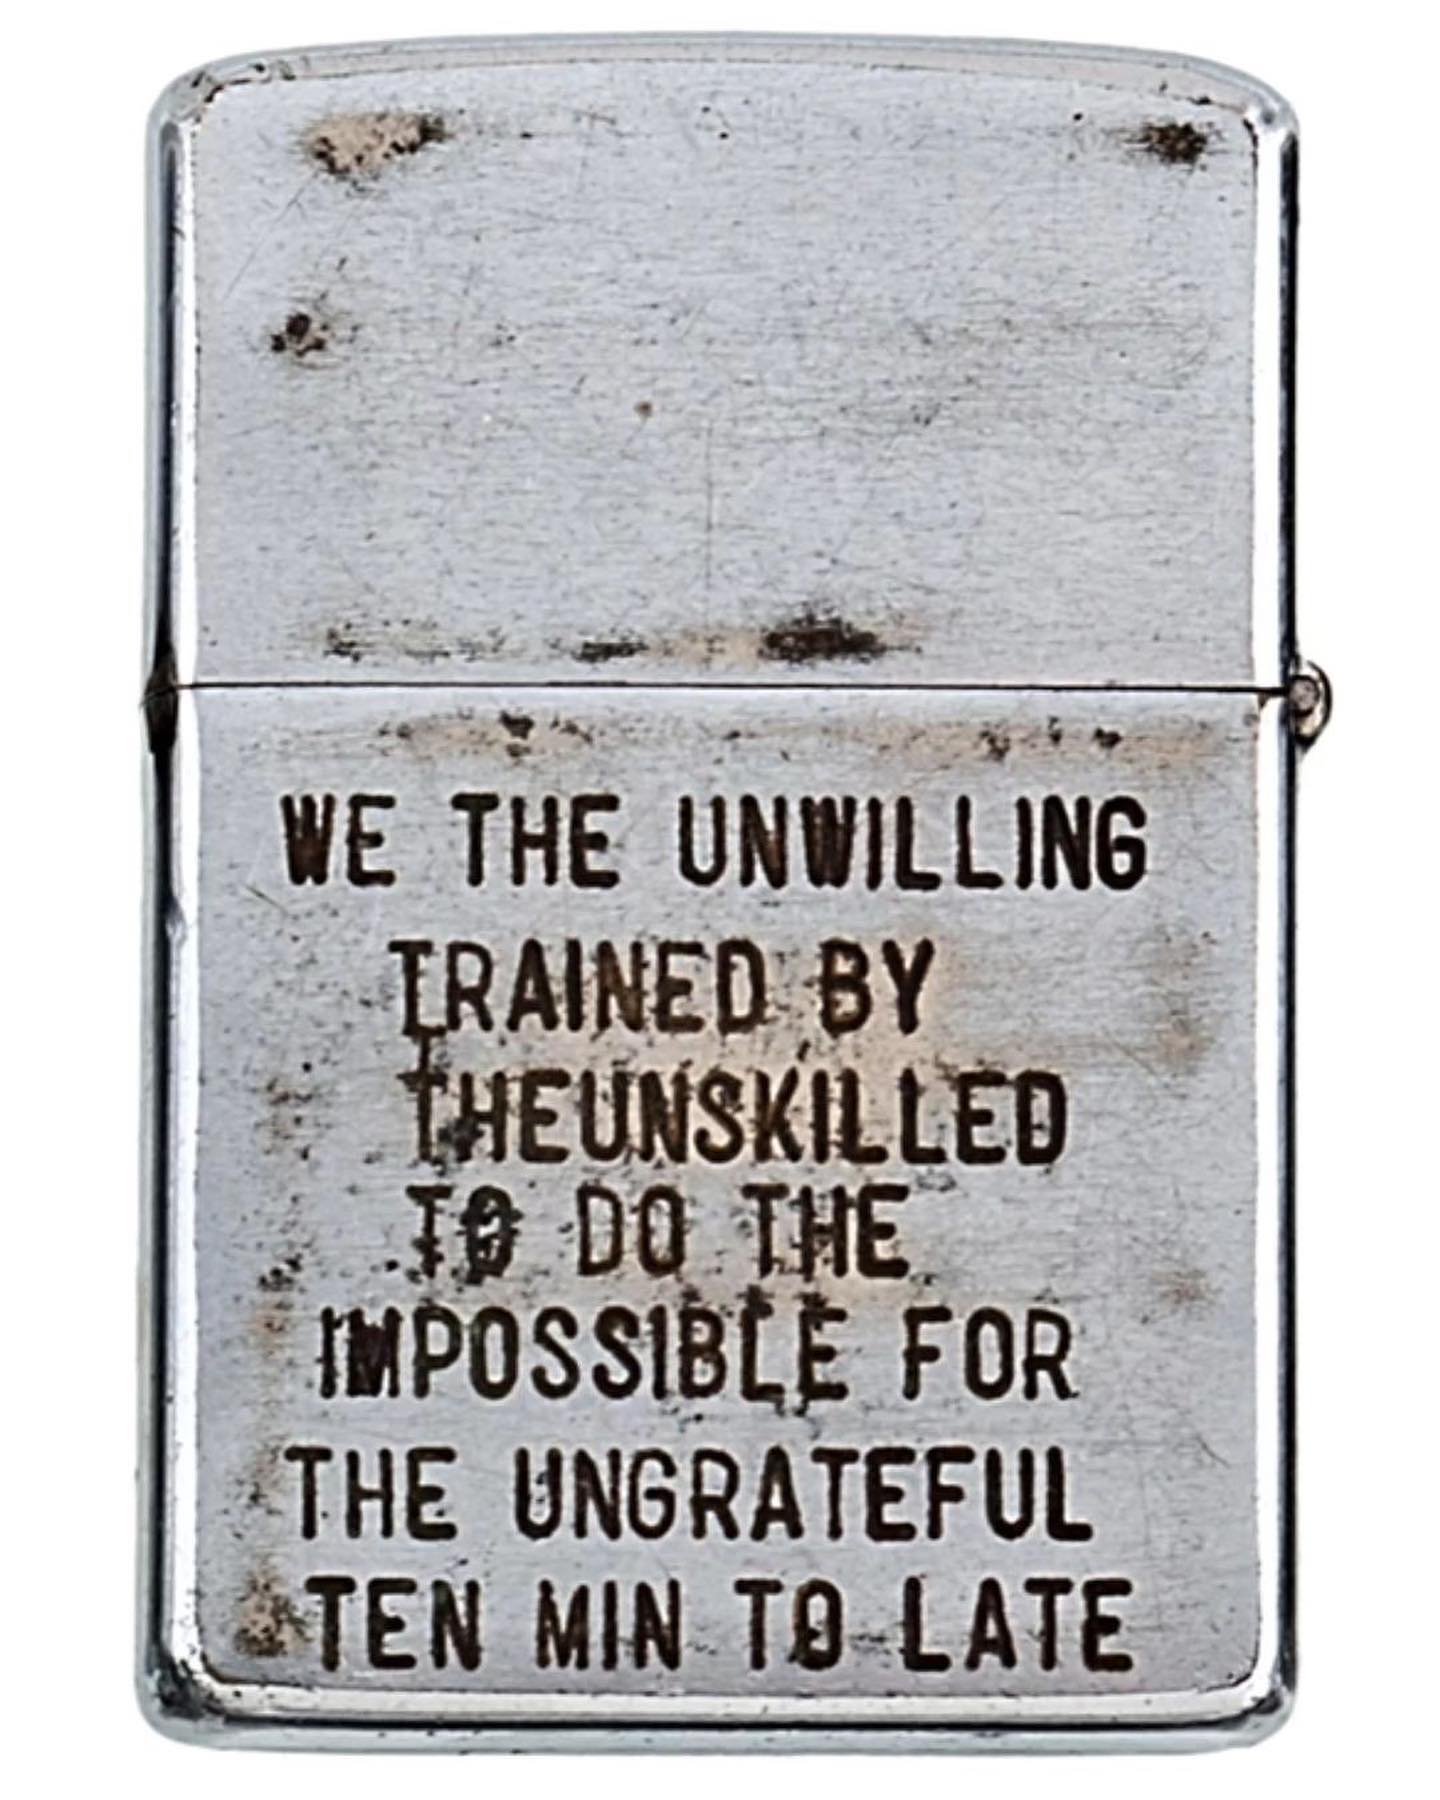 WE THE UNWILLING
TRAINED BY
THEUNSKILLED
TO DO THE
IMPOSSIBLE FOR
THE UNGRATEFUL
TEN MIN TO LATE